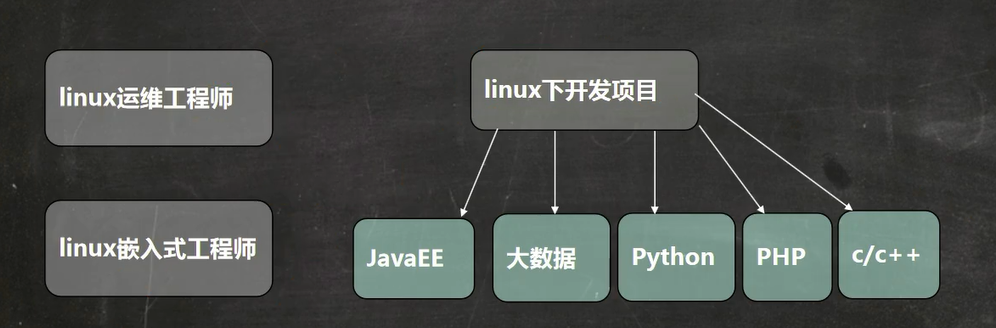 linux运维工程师
linux下开发项目
linux嵌入式工程师
JavaEE
大数据
Python
PHP
c/c++